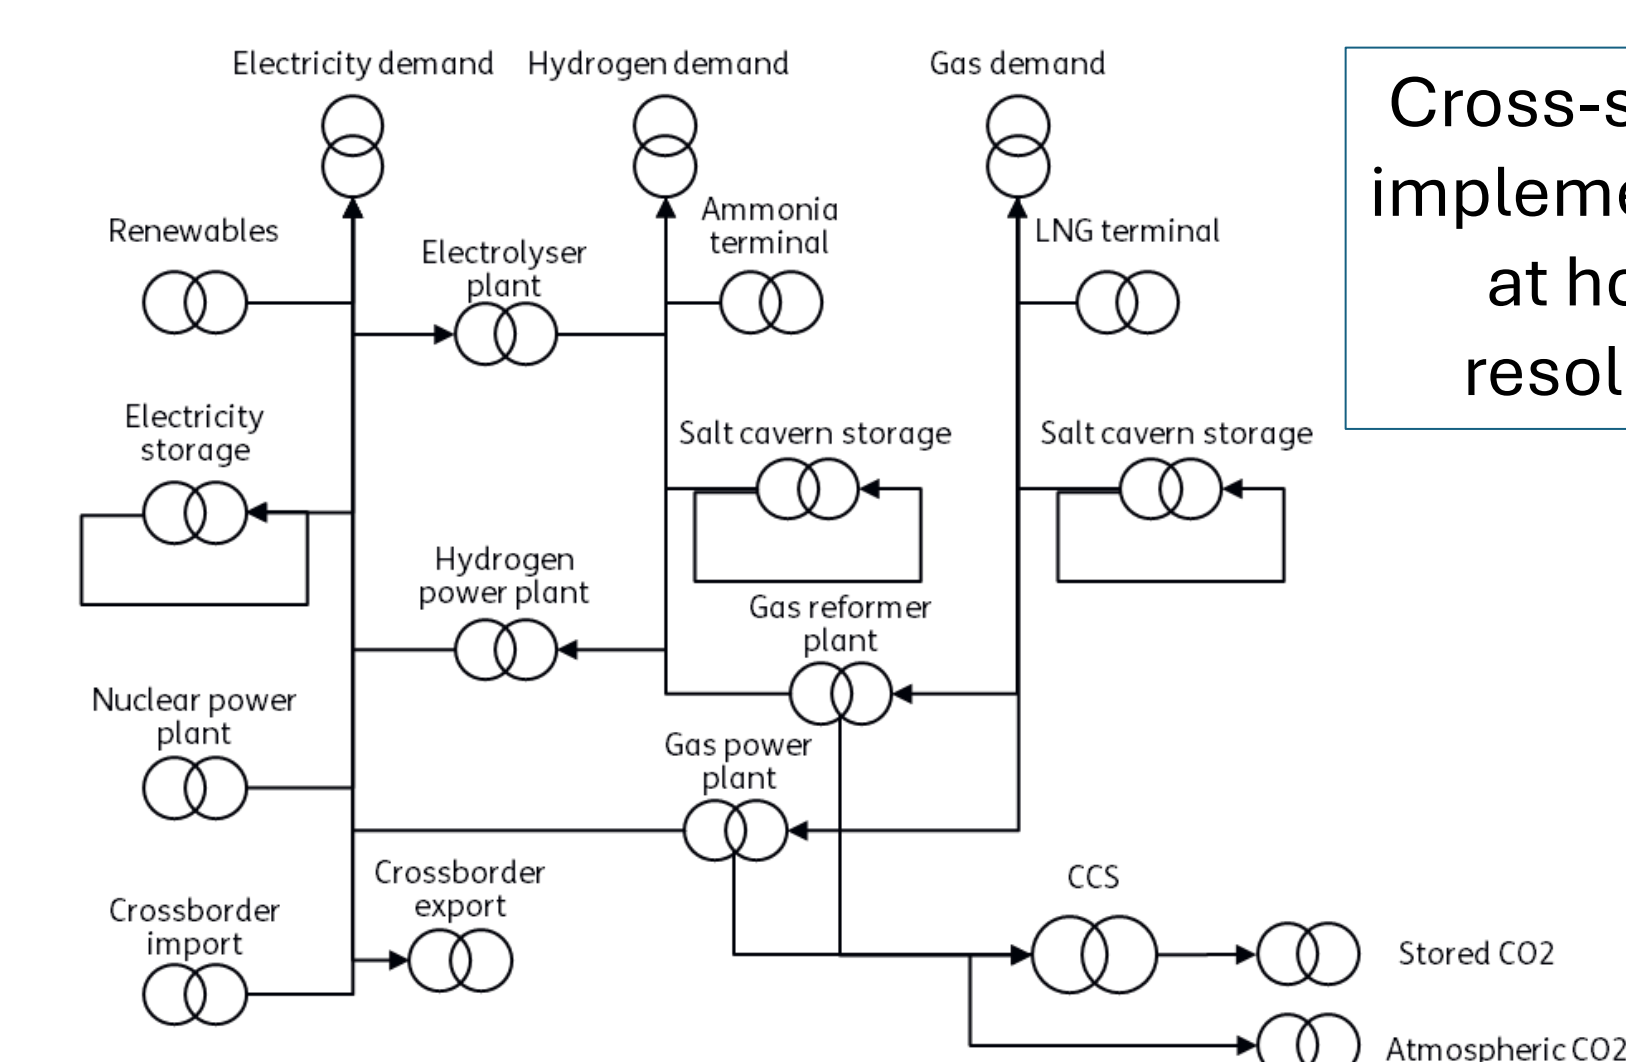 Electricity demand
Hydrogen demand
Gas demand
Cross-s
impleme
at ho
resol
Renewables
Electrolyser
plant
Ammonia
terminal
LNG terminal
Electricity
storage
Salt cavern storage
Salt cavern storage
Hydrogen
power plant
Gas reformer
plant
Nuclear power
plant
Gas power
plant
Crossborder
export
Crossborder
import
CCS
Stored CO2
Atmospheric CO2